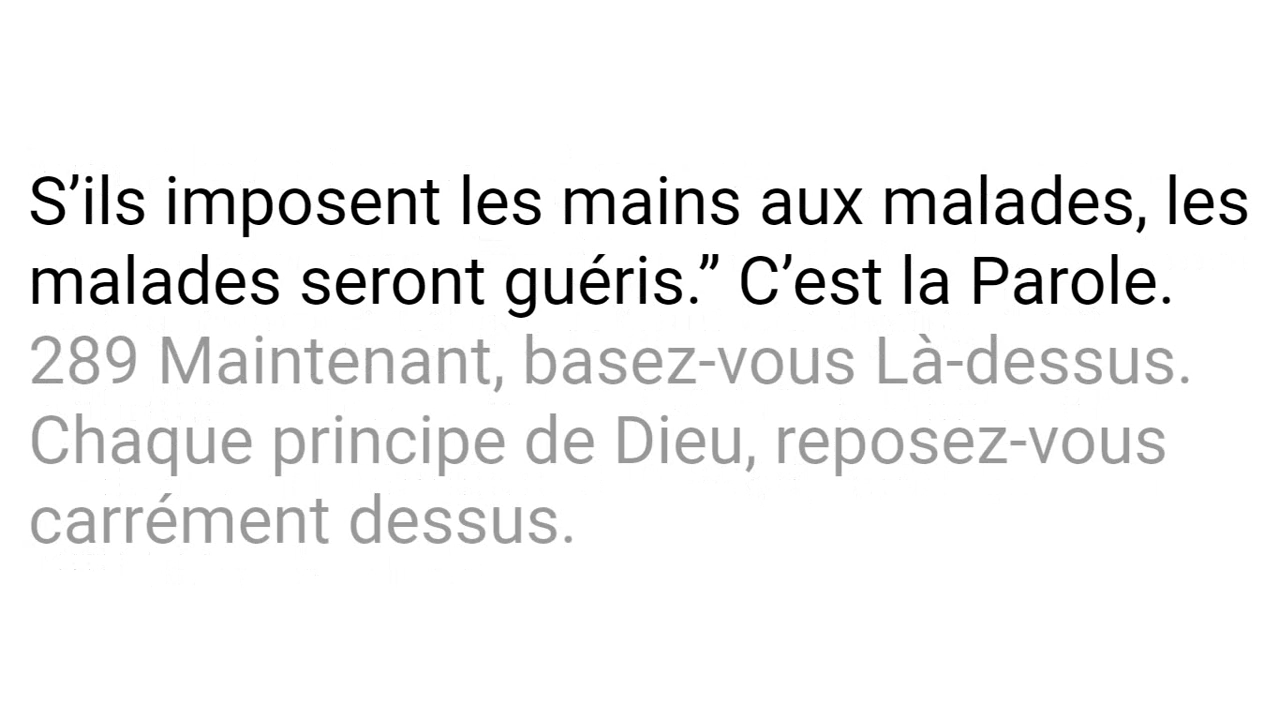 S’ils imposent les mains aux malades, les
malades seront guéris.” C’est la Parole.
289 Maintenant, basez-vous Là-dessus.
Chaque principe de Dieu, reposez-vous
carrément dessus.